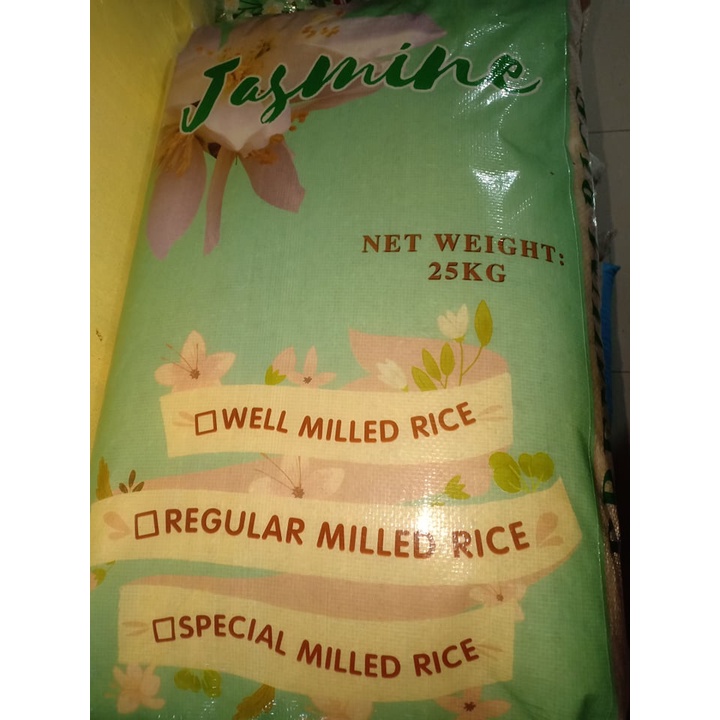 Jasmine
NET WEIGHT:
25KG
☐WELL MILLED RICE
☐REGULAR MILLED RICE
☐SPECIAL MILLED RICE